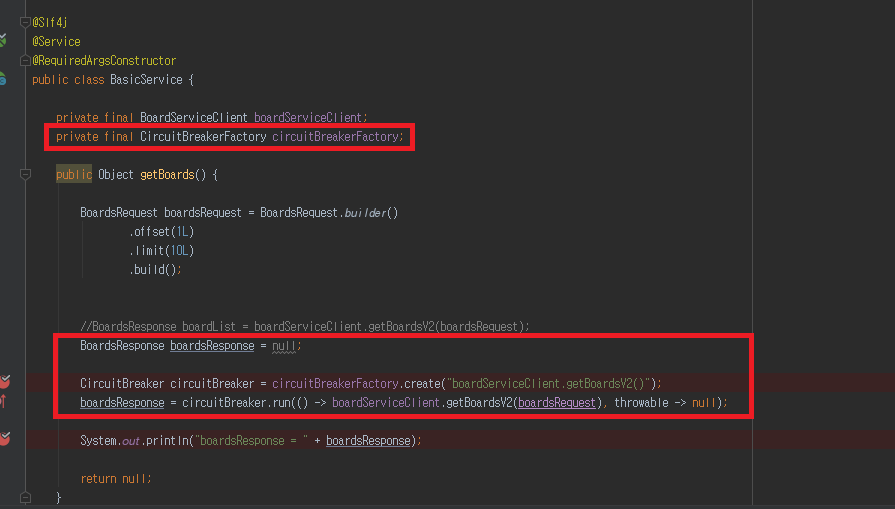 @Slf4j
@Service
@RequiredArgsConstructor
public class BasicService {
private final BoardServiceClient boardServiceClient;
private final CircuitBreakerFactory circuitBreakerFactory;
public Object getBoards() {
BoardsRequest boardsRequest = BoardsRequest.builder()
.offset(1L)
.limit(10L)
.build();
//BoardsResponse boardList = boardServiceClient.getBoardsV2(boardsRequest);
BoardsResponse boardsResponse = null;
CircuitBreaker circuitBreaker = circuitBreakerFactory.create("boardServiceClient.getBoardsV2()");
boardsResponse = circuitBreaker.run(() -> boardServiceClient.getBoardsV2(boardsRequest), throwable -> null);
System.out.println("boardsResponse = " + boardsResponse);
return null;
}